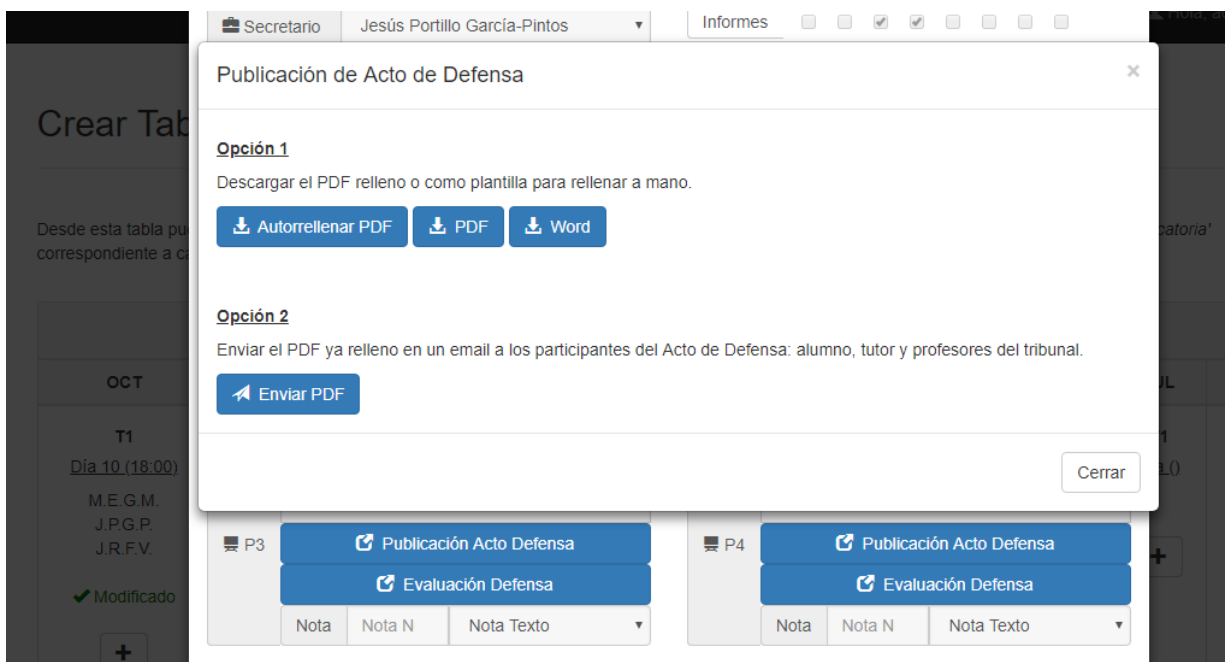 Secretario Jesús Portillo García-Pintos Informes
Hola,
Publicación de Acto de Defensa ×
Crear Tab
Opción 1
Descargar el PDF relleno o como plantilla para rellenar a mano.
Autorrellenar PDF PDF Word
Desde esta tabla catoria'
correspondiente a
Opción 2
Enviar el PDF ya relleno en un email a los participantes del Acto de Defensa: alumno, tutor y profesores del tribunal.
OCT
Enviar PDF
T1
Día 10 (18:00)
Cerrar
M.E.G.M.
J.P.G.P.
J.R.F.V.
P3 Publicación Acto Defensa P4 Publicación Acto Defensa
Evaluación Defensa Evaluación Defensa
Modificado
Nota Nota N Nota Texto Nota Nota N Nota Texto